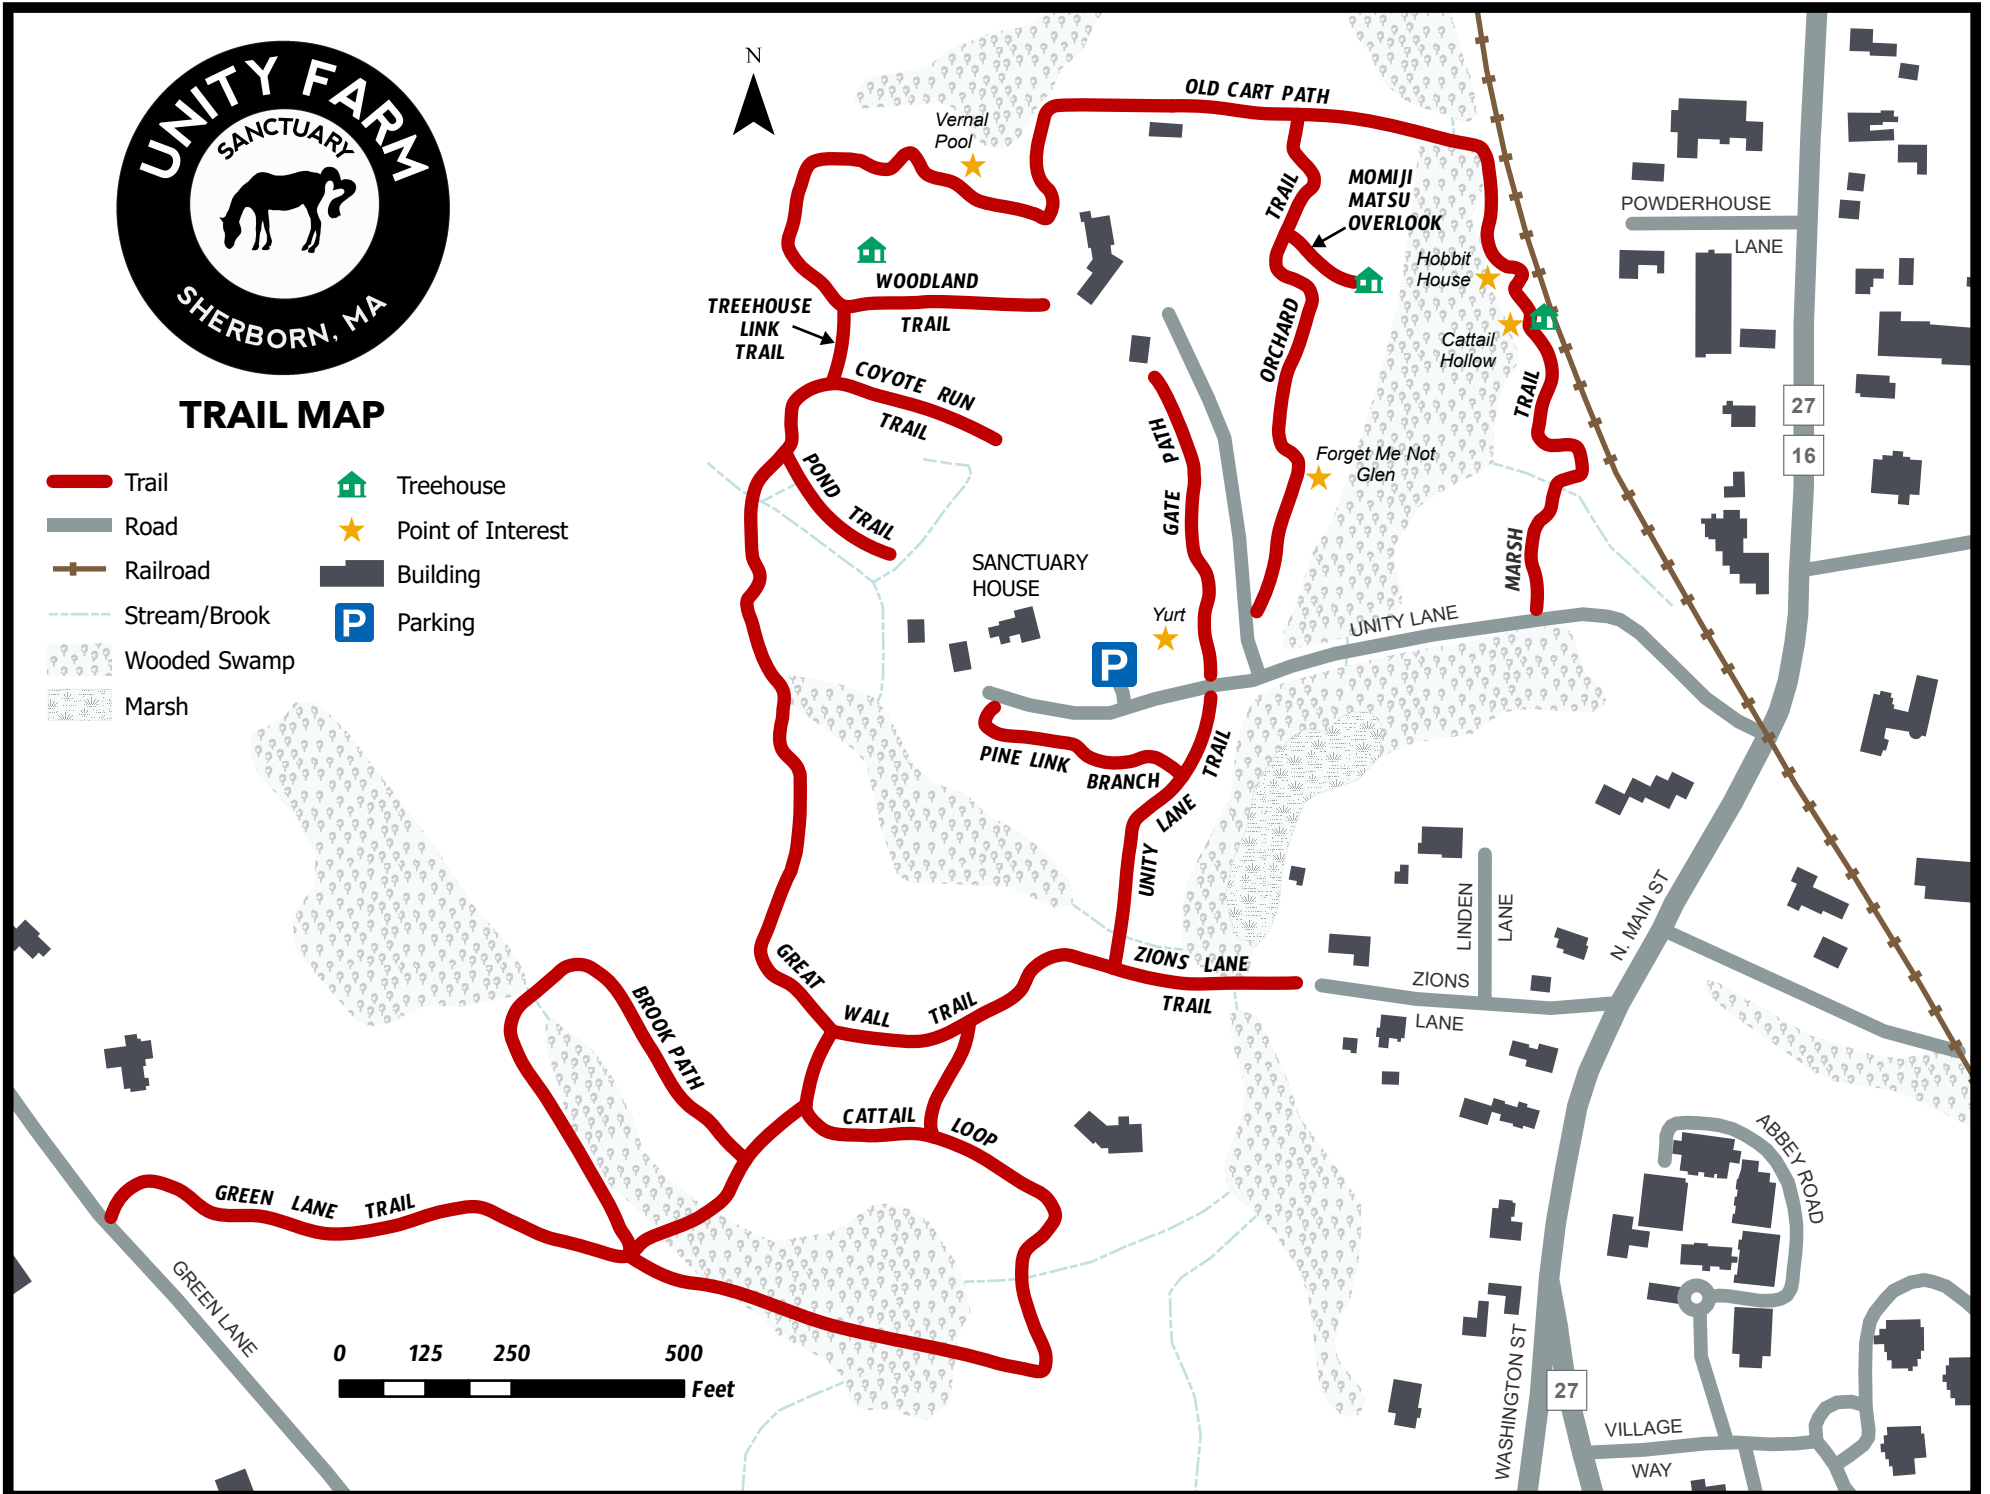 UNITY FARM
SANCTUARY
SHERBORN, MA
TRAIL MAP
Trail
Road
Railroad
Stream/Brook
Wooded Swamp
Marsh
Treehouse
Point of Interest
Building
P
Parking
N
OLD CART PATH
Vernal
Pool
TRAIL
MOMIJI
MATSU
OVERLOOK
Hobbit
House
Cattail
Hollow
WOODLAND
TRAIL
TREEHOUSE
LINK
TRAIL
COYOTE RUN
TRAIL
POND TRAIL
GATE PATH
ORCHARD
Forget Me Not
Glen
TRAIL
MARSH
SANCTUARY
HOUSE
Yurt
P
UNITY LANE
PINE LINK
BRANCH
UNITY LANE TRAIL
ZIONS LANE
TRAIL
GREAT
WALL
TRAIL
BROOK PATH
CATTAIL LOOP
GREEN LANE TRAIL
GREEN LANE
0 125 250 500
Feet
POWDERHOUSE
LANE
27
16
N. MAIN ST
LINDEN
LANE
ZIONS
LANE
ABBEY ROAD
WASHINGTON ST
27
VILLAGE
WAY